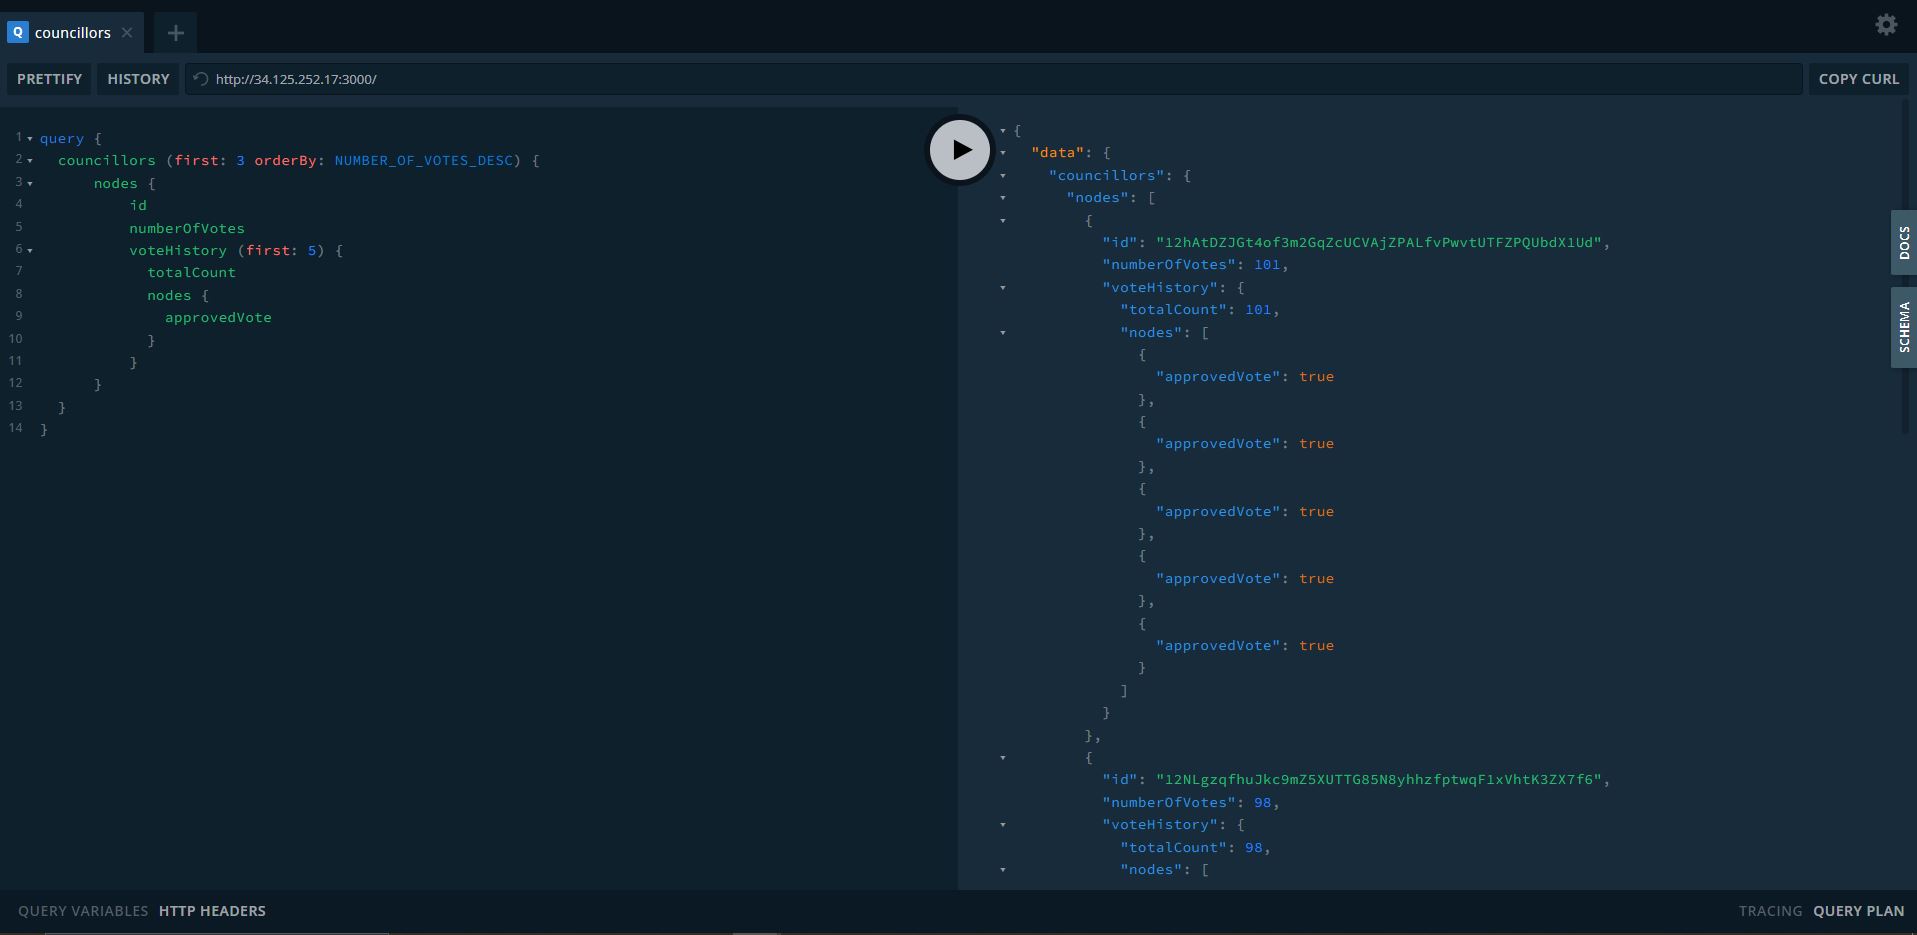 Q councillors × +
PRETTIFY HISTORY http://34.125.252.17:3000/ COPY CURL
1 query {
2 councillors (first: 3 orderBy: NUMBER_OF_VOTES_DESC) {
3 nodes {
4 id
5 numberOfVotes
6 voteHistory (first: 5) {
7 totalCount
8 nodes {
9 approvedVote
10 }
11 }
12 }
13 }
14 }
{
"data": {
"councillors": {
"nodes": [
{
"id": "12hAtDZJGt4of3m2GqZcUCVAjZPALfvPwvtUTFZPQUbdX1Ud",
"numberOfVotes": 101,
"voteHistory": {
"totalCount": 101,
"nodes": [
{
"approvedVote": true
},
{
"approvedVote": true
},
{
"approvedVote": true
},
{
"approvedVote": true
},
{
"approvedVote": true
}
]
}
},
{
"id": "12NLgzqfhuJkc9mZ5XUTTG85N8yhhzfptwqF1xVhtK3ZX7f6",
"numberOfVotes": 98,
"voteHistory": {
"totalCount": 98,
"nodes": [
DOCS
SCHEMA
QUERY VARIABLES HTTP HEADERS
TRACING QUERY PLAN